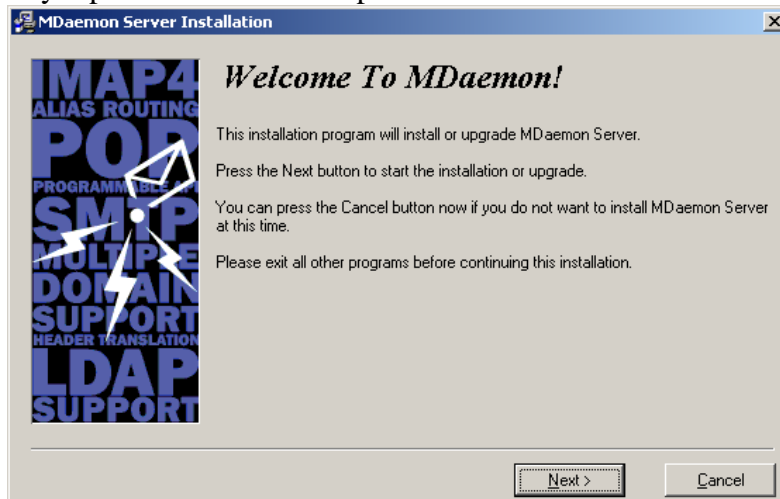 MDaemon Server Installation
IMAP4
ALIAS ROUTING
POP
PROGRAMMABLE API
SMTP
MULTIPLE
DOMAIN
SUPPORT
HEADER TRANSLATION
LDAP
SUPPORT
Welcome To MDaemon!
This installation program will install or upgrade MDaemon Server.
Press the Next button to start the installation or upgrade.
You can press the Cancel button now if you do not want to install MDaemon Server
at this time.
Please exit all other programs before continuing this installation.
Next >
Cancel